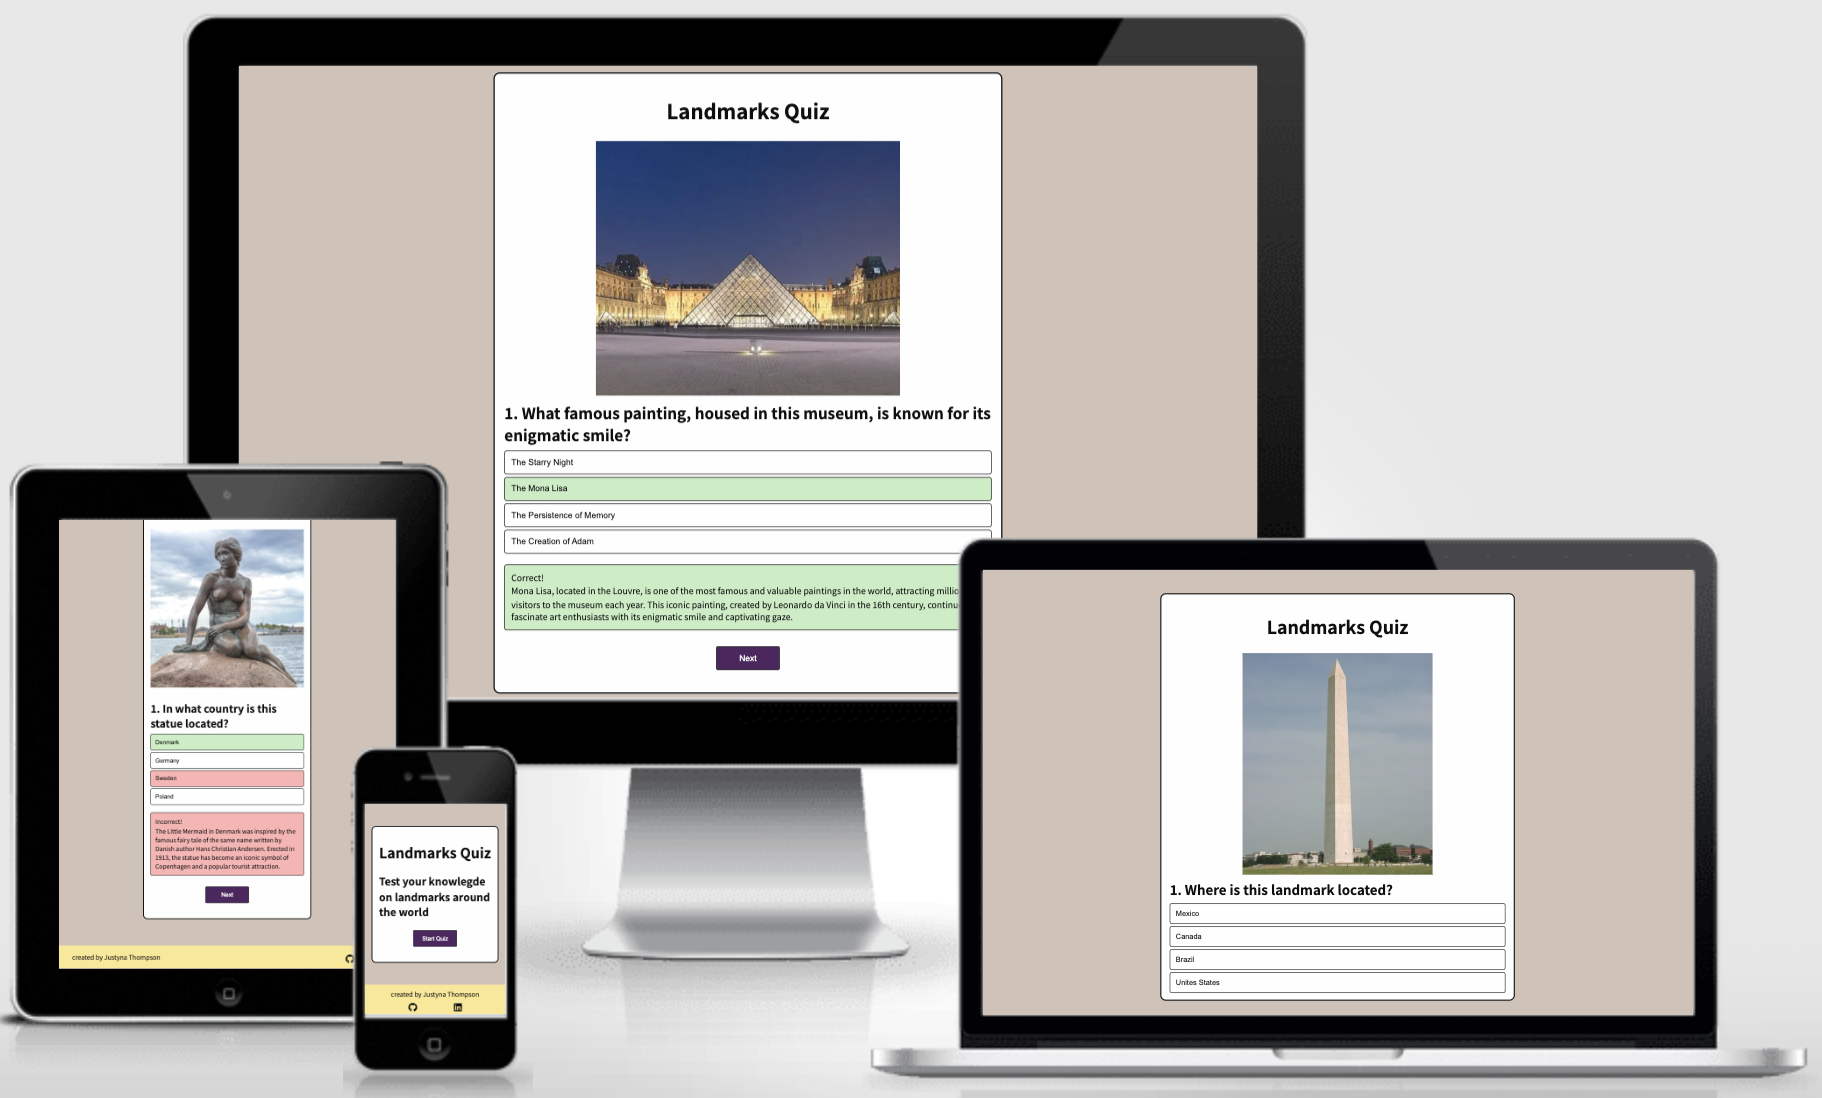 Landmarks Quiz
1. What famous painting, housed in this museum, is known for its
enigmatic smile?
The Starry Night
The Mona Lisa
The Persistence of Memory
The Creation of Adam
Correct!
Mona Lisa, located in the Louvre, is one of the most famous and valuable paintings in the world, attracting millio
visitors to the museum each year. This iconic painting, created by Leonardo da Vinci in the 16th century, continu
fascinate art enthusiasts with its enigmatic smile and captivating gaze.
Next
1. In what country is this
statue located?
Denmark
Germany
Sweden
Poland
Incorrect!
The Little Mermaid in Denmark was inspired by the
famous fairy tale of the same name written by
Danish author Hans Christian Andersen. Erected in
1913, the statue has become an iconic symbol of
Copenhagen and a popular tourist attraction.
Next
created by Justyna Thompson
Landmarks Quiz
Test your knowlegde
on landmarks around
the world
Start Quiz
created by Justyna Thompson
Landmarks Quiz
1. Where is this landmark located?
Mexico
Canada
Brazil
Unites States